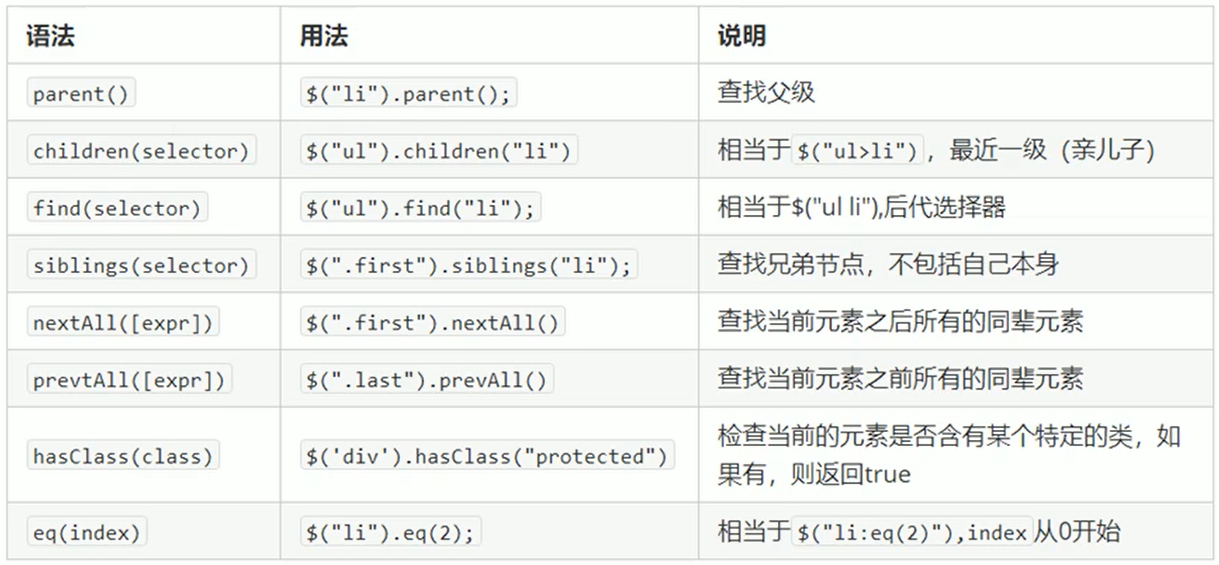 语法 用法 说明
parent() $("li").parent(); 查找父级
children(selector) $("ul").children("li") 相当于$("ul>li")，最近一级（亲儿子）
find(selector) $("ul").find("li"); 相当于$("ul li"),后代选择器
siblings(selector) $(".first").siblings("li"); 查找兄弟节点，不包括自己本身
nextAll([expr]) $(".first").nextAll() 查找当前元素之后所有的同辈元素
prevtAll([expr]) $(".last").prevAll() 查找当前元素之前所有的同辈元素
hasClass(class) $('div').hasClass("protected") 检查当前的元素是否含有某个特定的类，如
果有，则返回true
eq(index) $("li").eq(2); 相当于$("li:eq(2)"),index从0开始